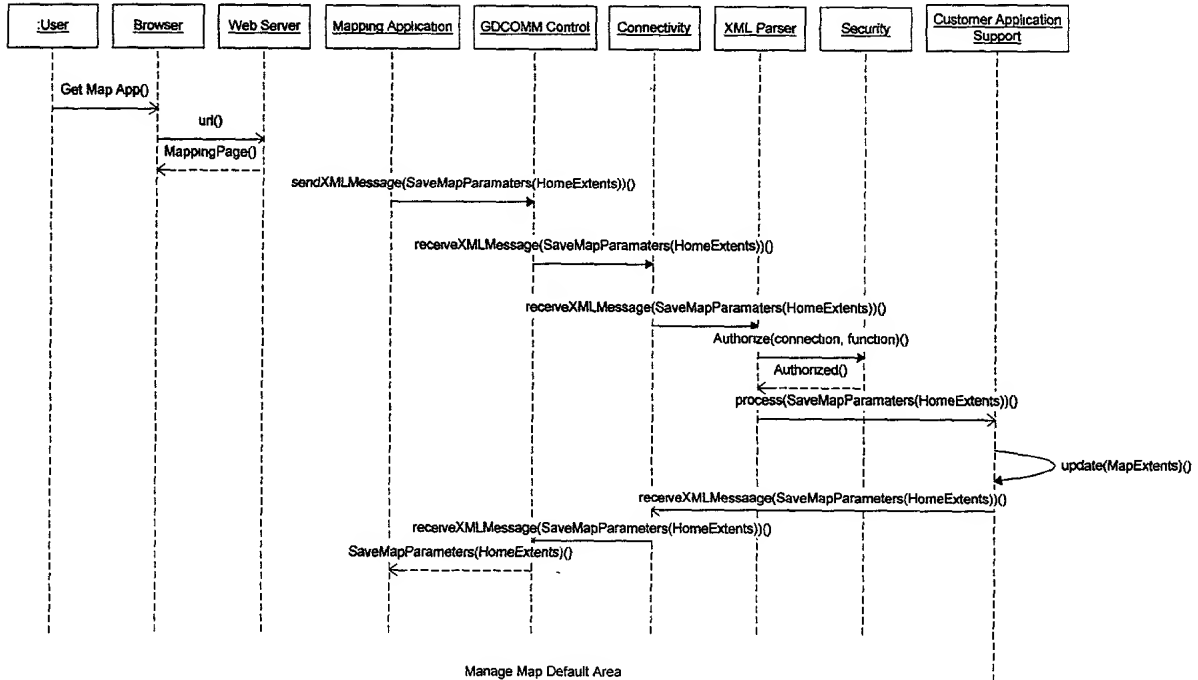 :User
Browser
Web Server
Mapping Application
GDCOMM Control
Connectivity
XML Parser
Security
Customer Application
Support
Get Map App()
url()
MappingPage()
sendXMLMessage(SaveMapParamaters(HomeExtents))()
receiveXMLMessage(SaveMapParamaters(HomeExtents))()
receiveXMLMessage(SaveMapParamaters(HomeExtents))()
Authorize(connection, function)()
Authorized()
process(SaveMapParamaters(HomeExtents))()
update(MapExtents)()
receiveXMLMessaage(SaveMapParameters(HomeExtents))()
receiveXMLMessage(SaveMapParameters(HomeExtents))()
SaveMapParameters(HomeExtents)()
Manage Map Default Area